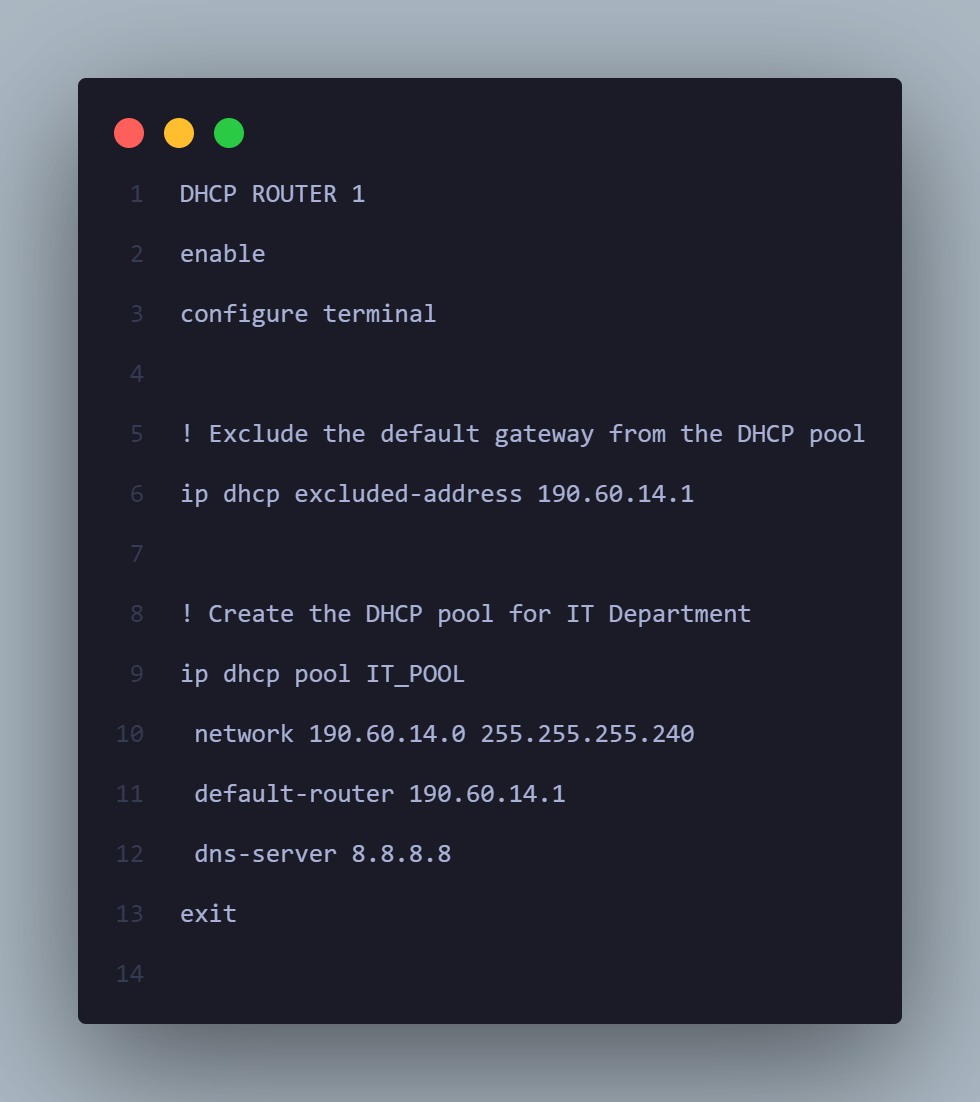 1 DHCP ROUTER 1
2 enable
3 configure terminal
4
5 ! Exclude the default gateway from the DHCP pool
6 ip dhcp excluded-address 190.60.14.1
7
8 ! Create the DHCP pool for IT Department
9 ip dhcp pool IT_POOL
10  network 190.60.14.0 255.255.255.240
11  default-router 190.60.14.1
12  dns-server 8.8.8.8
13 exit
14